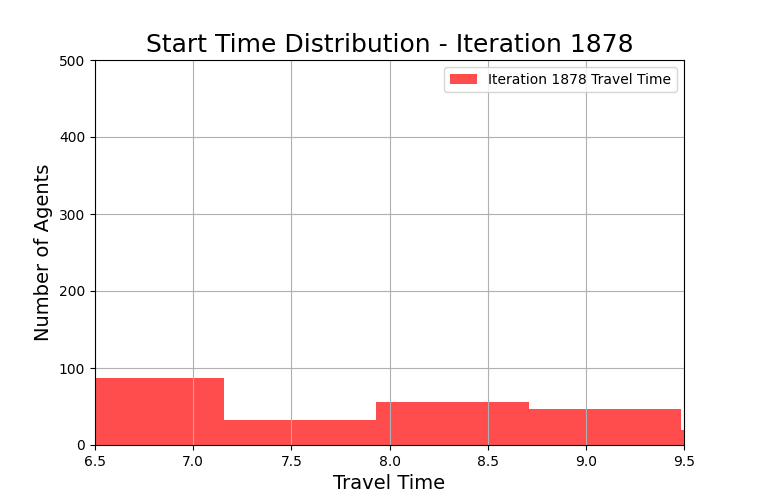 Start Time Distribution - Iteration 1878
Iteration 1878 Travel Time
Number of Agents
500
400
300
200
100
0
6.5 7.0 7.5 8.0 8.5 9.0 9.5
Travel Time